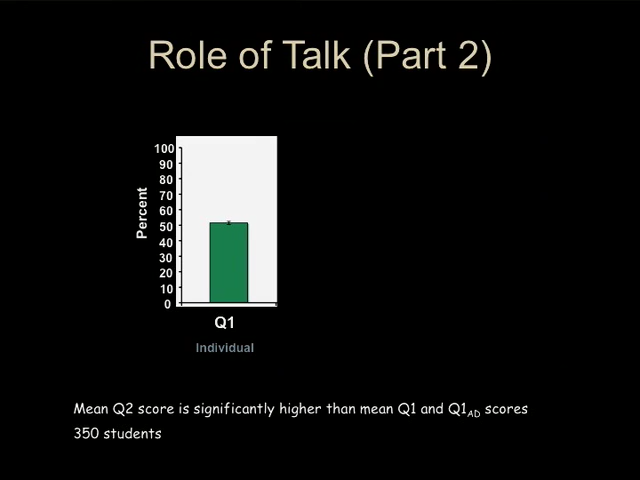 Role of Talk (Part 2)
100
90
80
70
60
50
40
30
20
10
0
Percent
Q1
Individual
Mean Q2 score is significantly higher than mean Q1 and Q1AD scores
350 students